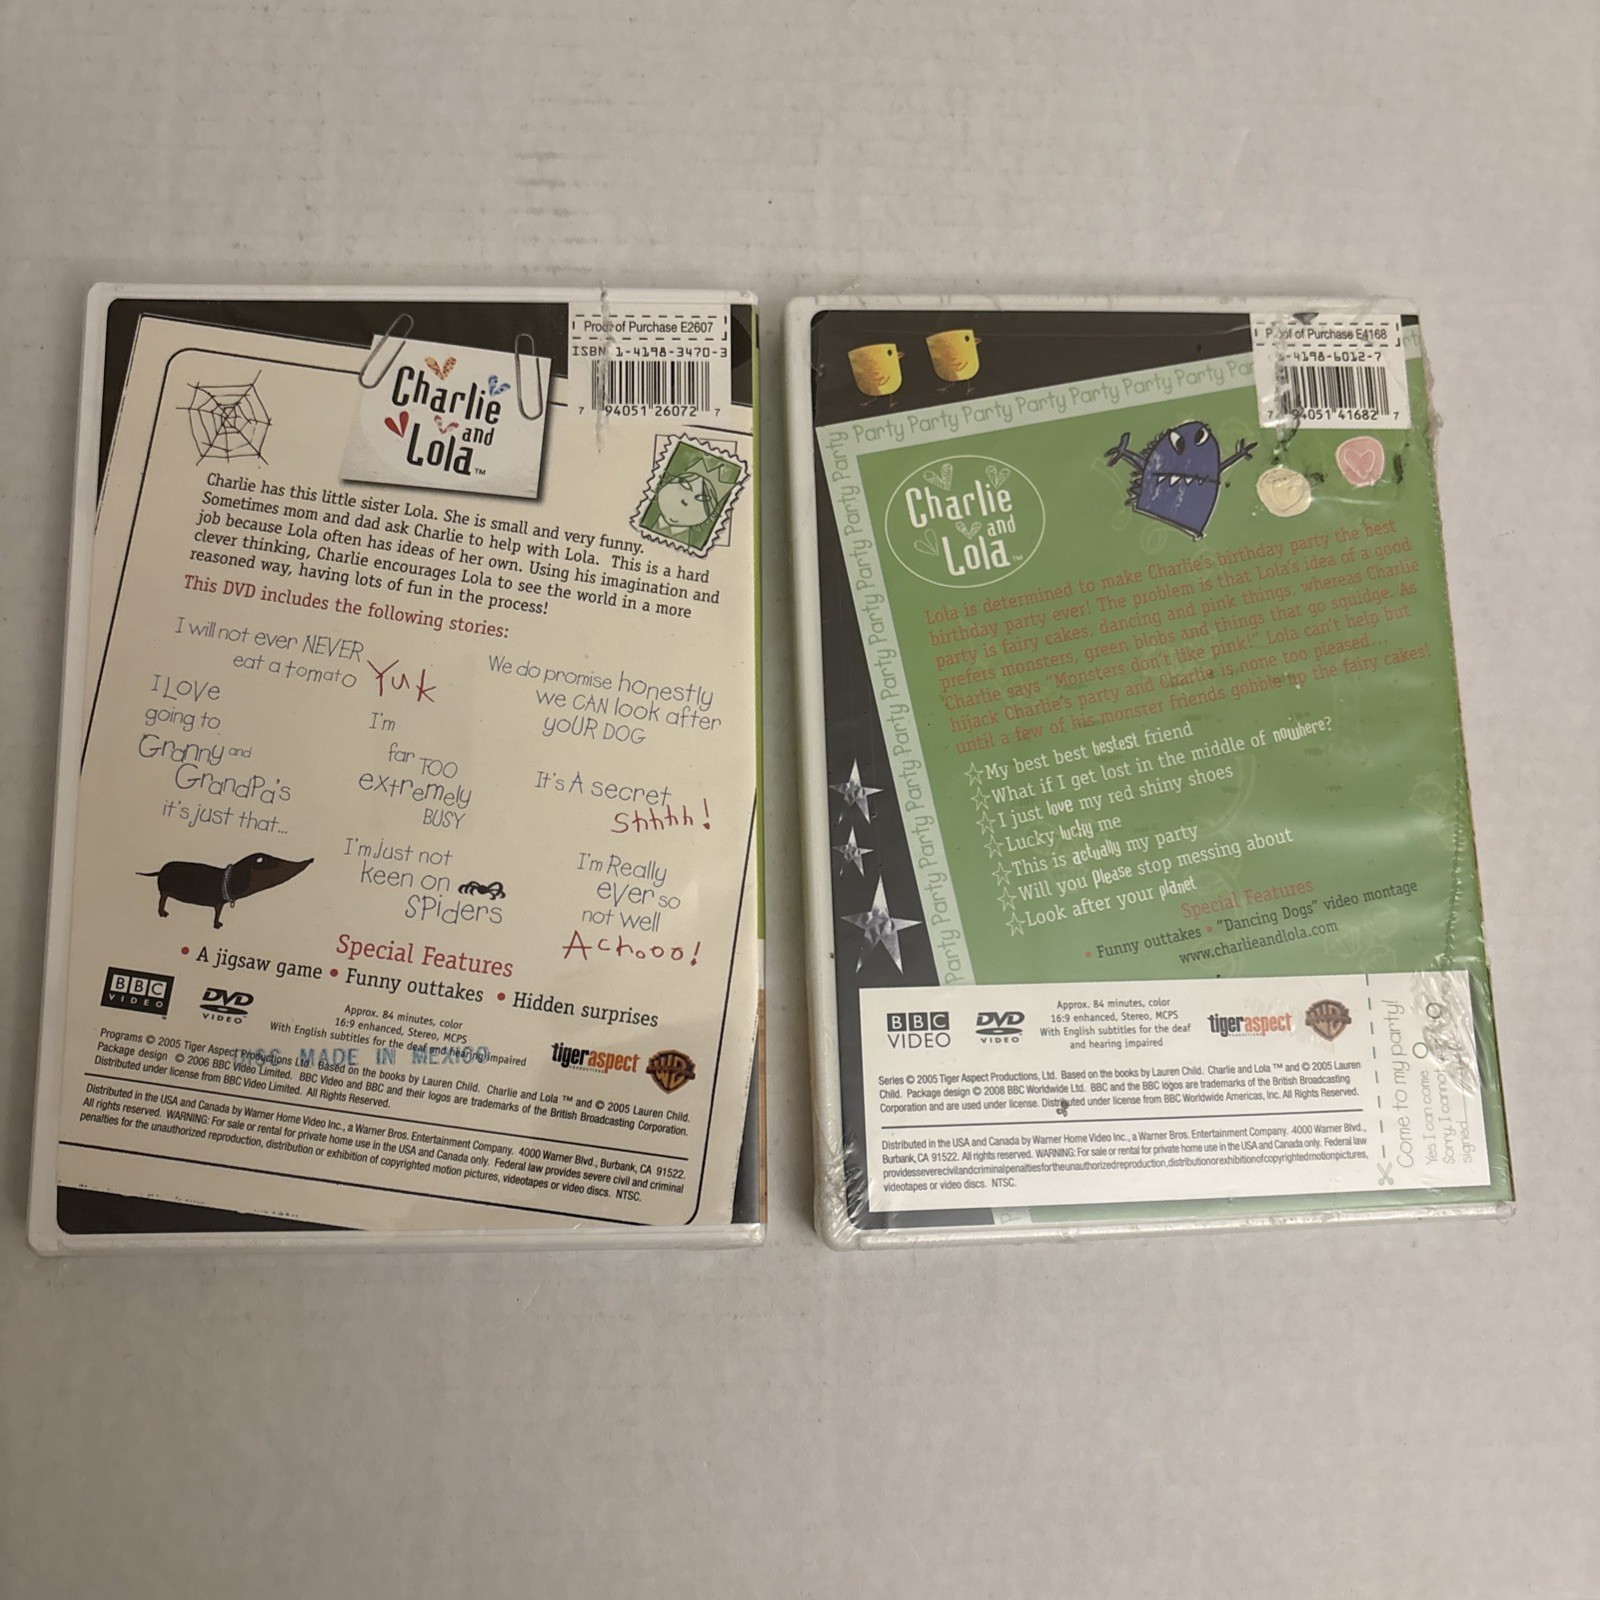 Proof of Purchase E2607
ISBN 1-4198-3470-3
7 94051 26072 7
Charlie
and
Lola™
Charlie has this little sister Lola. She is small and very funny.
Sometimes mom and dad ask Charlie to help with Lola. This is a hard
job because Lola often has ideas of her own. Using his imagination and
clever thinking, Charlie encourages Lola to see the world in a more
reasoned way, having lots of fun in the process!
This DVD includes the following stories:
I will not ever NEVER
eat a tomato Yuk
We do promise honestly
we CAN look after
yoUR DOG
I LOVe
going to
Granny and
GrandPa's
it's just that...
I'm
far TOO
extremely
BUSY
It's A secret
Shhhh!
I'm Just not
keen on
SPiders
I'm Really
ever so
not well
Achooo!
Special Features
• A jigsaw game • Funny outtakes • Hidden surprises
BBC
VIDEO
DVD
VIDEO
Approx. 84 minutes, color
16:9 enhanced, Stereo, MCPS
With English subtitles for the deaf and hearing impaired
tigeraspect
PRODUCTIONS
DISC MADE IN MEXICO
Programs © 2005 Tiger Aspect Productions Ltd. Based on the books by Lauren Child. Charlie and Lola ™ and © 2005 Lauren Child.
Package design © 2006 BBC Video Limited. BBC Video and BBC and their logos are trademarks of the British Broadcasting Corporation.
Distributed under license from BBC Video Limited. All Rights Reserved.
Distributed in the USA and Canada by Warner Home Video Inc., a Warner Bros. Entertainment Company. 4000 Warner Blvd., Burbank, CA 91522.
All rights reserved. WARNING: For sale or rental for private home use in the USA and Canada only. Federal law provides severe civil and criminal
penalties for the unauthorized reproduction, distribution or exhibition of copyrighted motion pictures, videotapes or video discs. NTSC.
Proof of Purchase E4168
1-4198-6012-7
7 94051 41682 7
Party Party Party Party Party Party Party Par
Party Party Party Party Party Party Party Party Party Party Party
Charlie
and
Lola™
Lola is determined to make Charlie's birthday party the best
birthday party ever! The problem is that Lola's idea of a good
party is fairy cakes, dancing and pink things, whereas Charlie
prefers monsters, green blobs and things that go squidge. As
Charlie says "Monsters don't like pink!" Lola can't help but
hijack Charlie's party and Charlie is none too pleased...
until a few of his monster friends gobble up the fairy cakes!
My best best bestest friend
What if I get lost in the middle of nowhere?
I just love my red shiny shoes
Lucky lucky me
This is actually my party
Will you please stop messing about
Look after your planet
Special Features
• Funny outtakes • "Dancing Dogs" video montage
www.charlieandlola.com
BBC
VIDEO
DVD
VIDEO
Approx. 84 minutes, color
16:9 enhanced, Stereo, MCPS
With English subtitles for the deaf
and hearing impaired
tigeraspect
Series © 2005 Tiger Aspect Productions, Ltd. Based on the books by Lauren Child. Charlie and Lola ™ and © 2005 Lauren
Child. Package design © 2008 BBC Worldwide Ltd. BBC and the BBC logos are trademarks of the British Broadcasting
Corporation and are used under license. Distributed under license from BBC Worldwide Americas, Inc. All Rights Reserved.
Distributed in the USA and Canada by Warner Home Video Inc., a Warner Bros. Entertainment Company. 4000 Warner Blvd.,
Burbank, CA 91522. All rights reserved. WARNING: For sale or rental for private home use in the USA and Canada only. Federal law
provides severe civil and criminal penalties for the unauthorized reproduction, distribution or exhibition of copyrighted motion pictures,
videotapes or video discs. NTSC.
Come to my party!
Yes I can come
Sorry, I cannot
signed